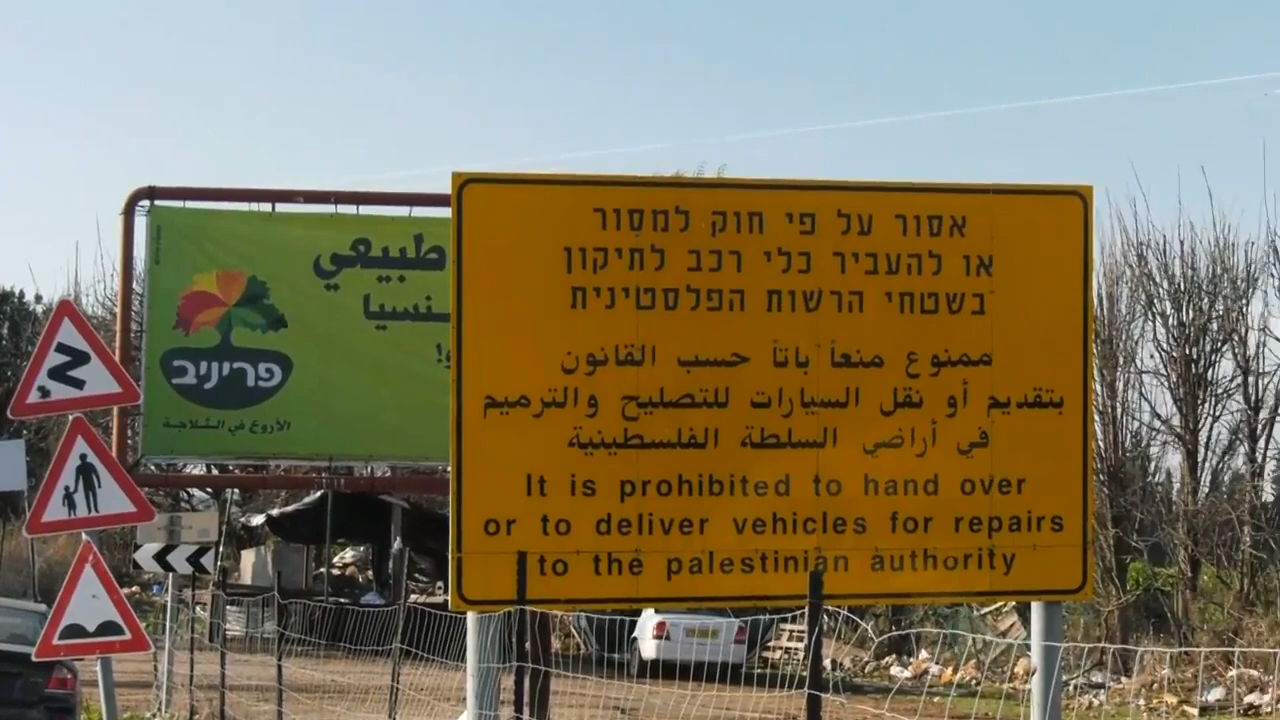 אסור על פי חוק למסור
או להעביר כלי רכב לתיקון
בשטחי הרשות הפלסטינית
ممنوع منعاً باتاً حسب القانون
بتقديم أو نقل السيارات للتصليح والترميم
في أراضي السلطة الفلسطينية
It is prohibited to hand over
or to deliver vehicles for repairs
to the palestinian authority
طبيعي
פריניב
الأروع في الثلاجة